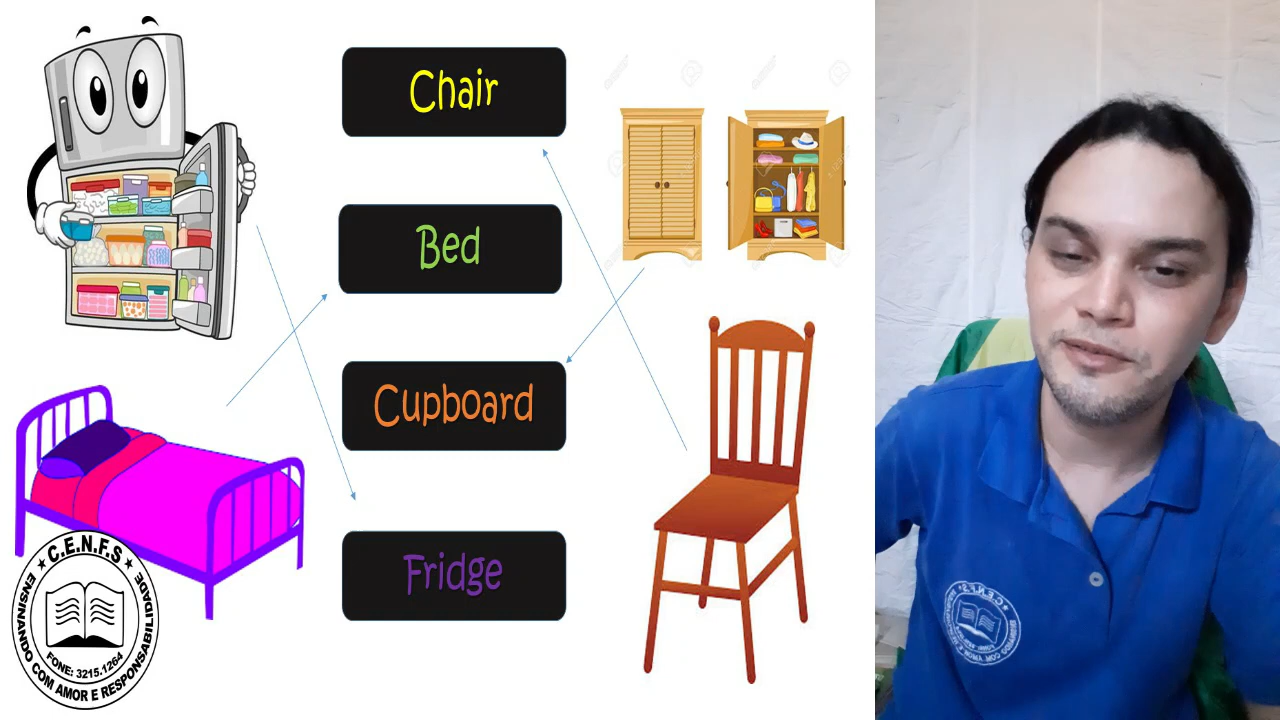 Chair
Bed
Cupboard
Fridge
C.E.N.F.S
ENSINANDO COM AMOR E RESPONSABILIDADE
FONE: 3215.1264
C.E.N.F.S